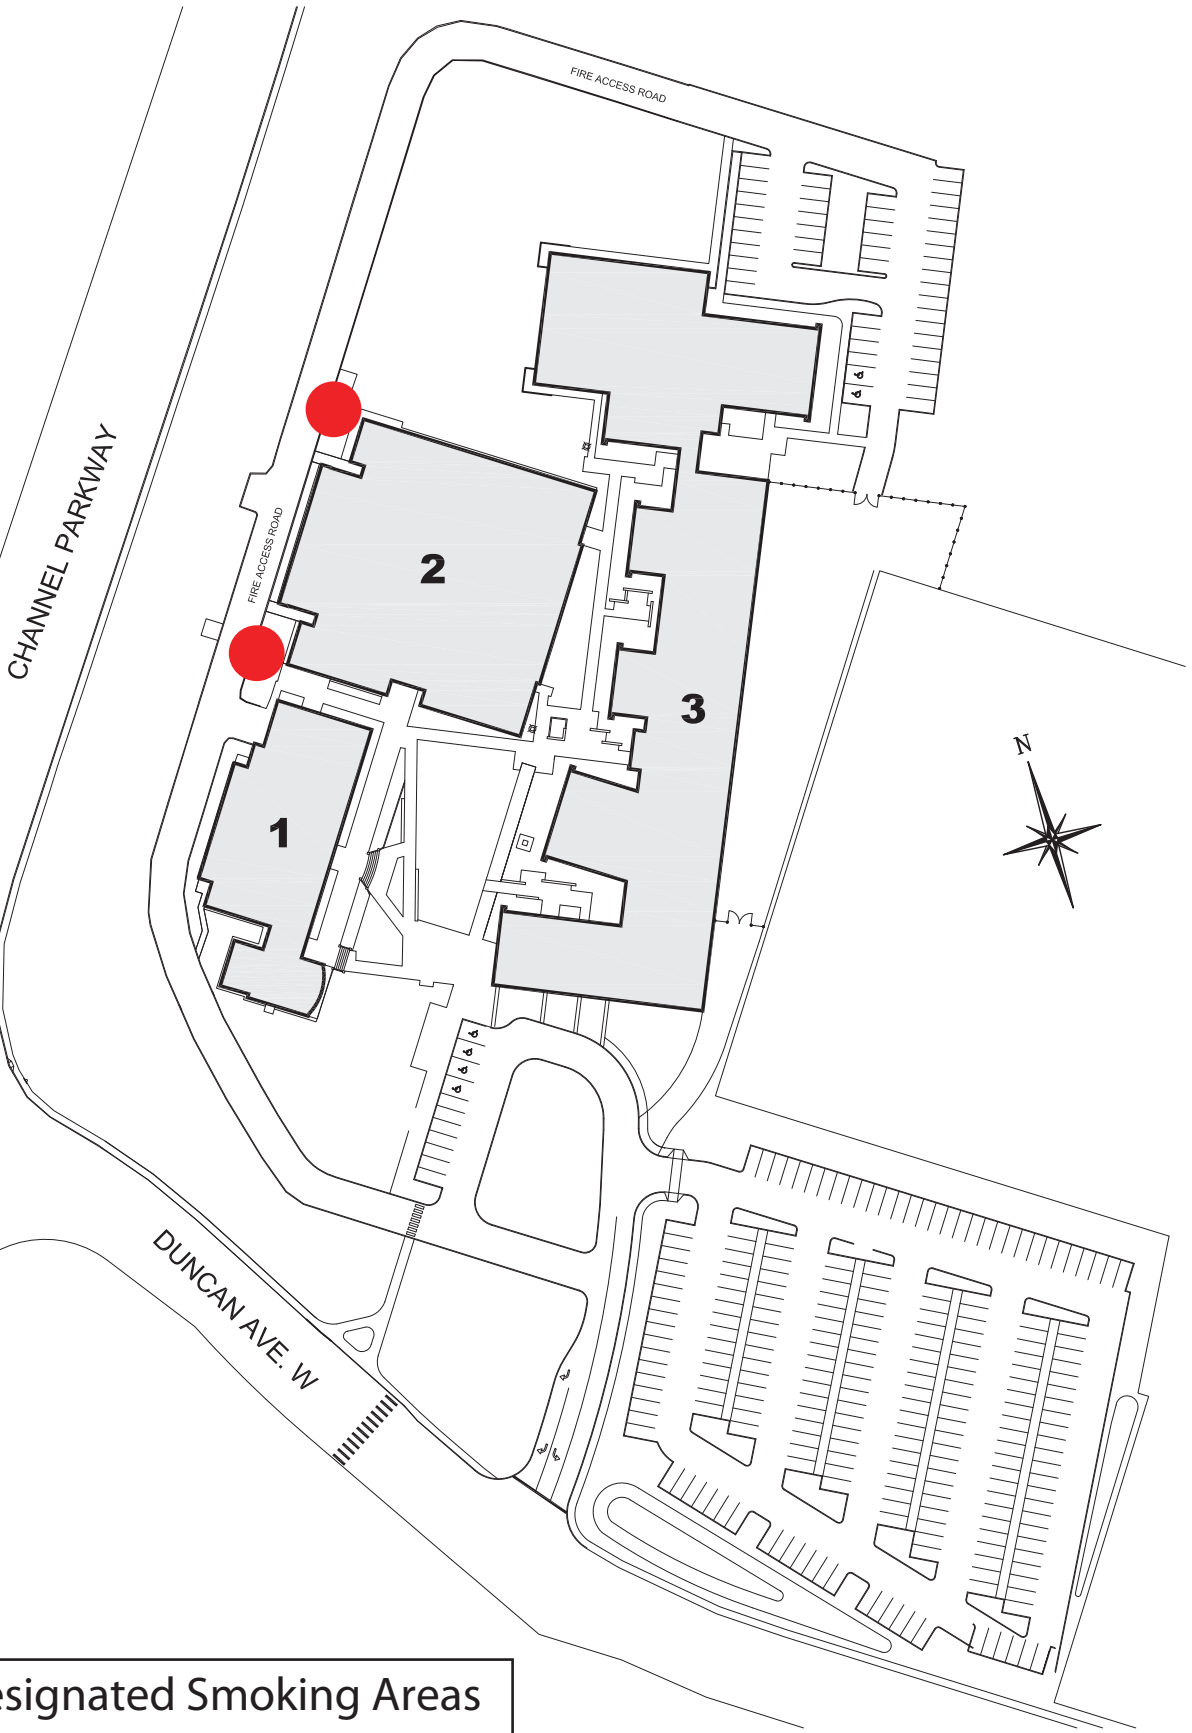 FIRE ACCESS ROAD
CHANNEL PARKWAY
FIRE ACCESS ROAD
2
3
N
1
DUNCAN AVE. W
esignated Smoking Areas